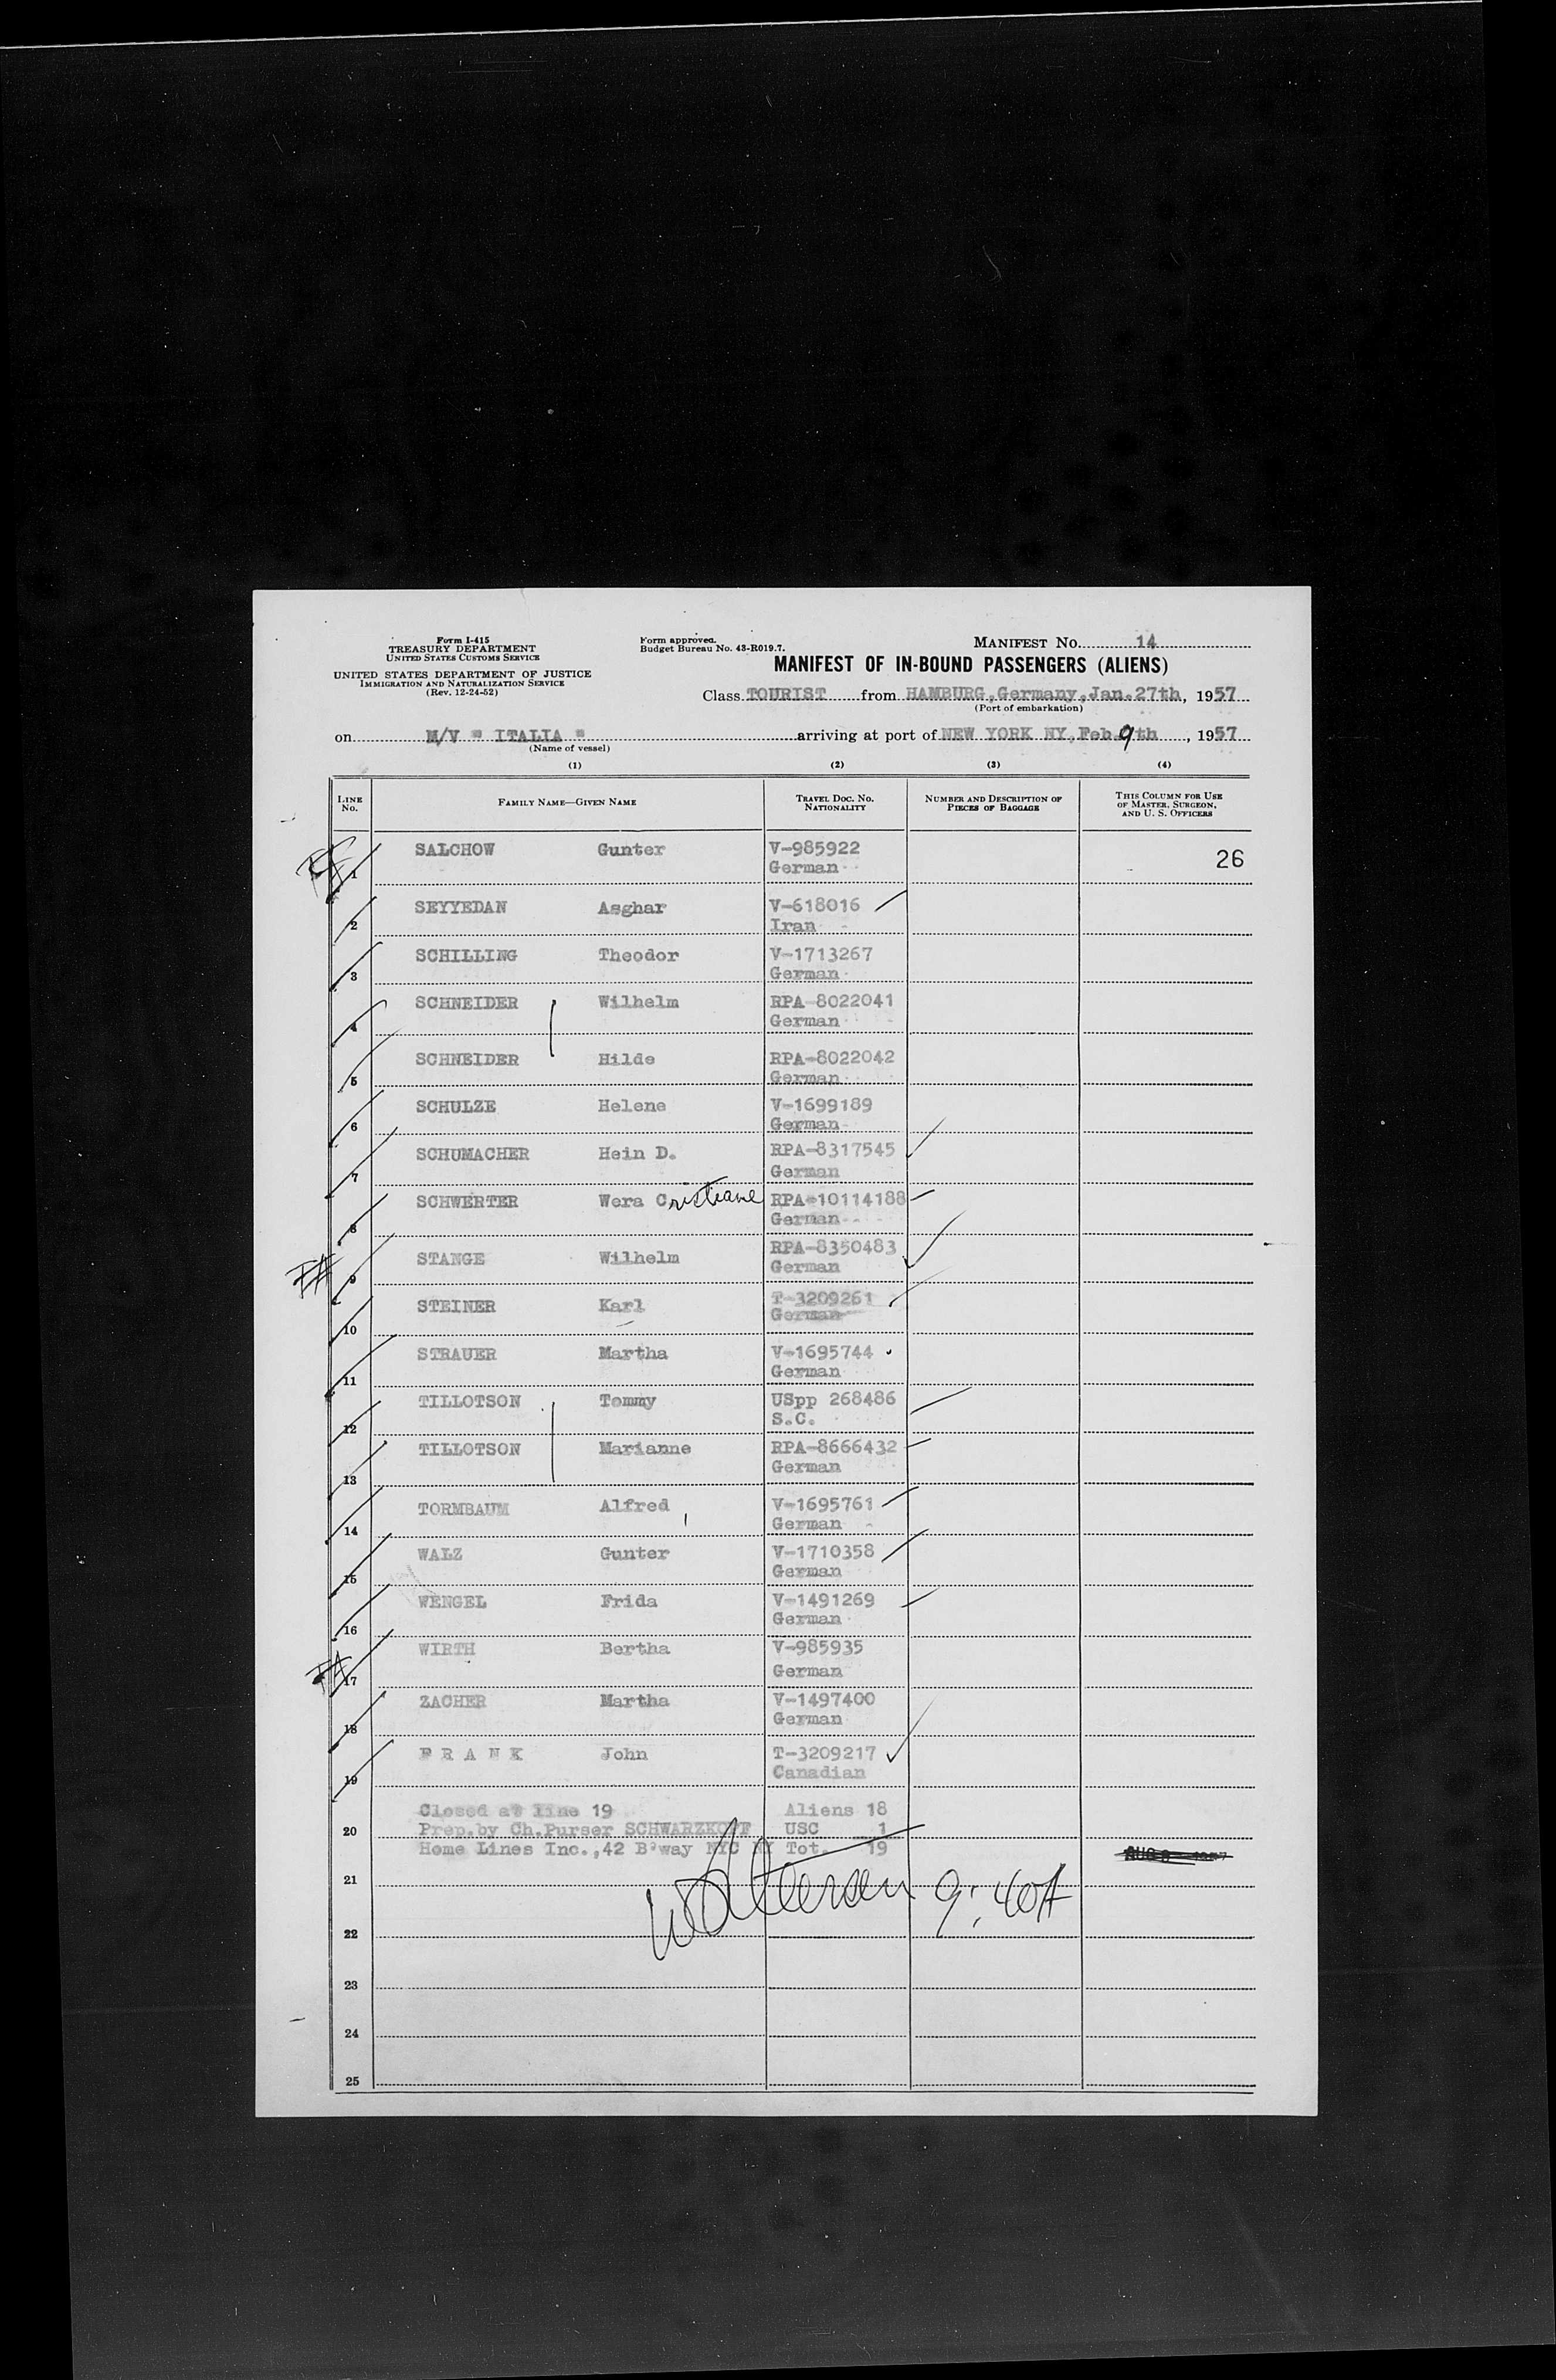 Form I-415
TREASURY DEPARTMENT
UNITED STATES CUSTOMS SERVICE
UNITED STATES DEPARTMENT OF JUSTICE
IMMIGRATION AND NATURALIZATION SERVICE
(Rev. 12-24-52)
Form approved.
Budget Bureau No. 43-R019.7.
MANIFEST NO. 14
MANIFEST OF IN-BOUND PASSENGERS (ALIENS)
Class TOURIST from HAMBURG, Germany, Jan. 27th, 1957
(Port of embarkation)
on M/V " ITALIA " arriving at port of NEW YORK NY, Feb. 9th, 1957
(Name of vessel)
(1) (2) (3) (4)
LINE NO. FAMILY NAME—GIVEN NAME TRAVEL DOC. NO. NATIONALITY NUMBER AND DESCRIPTION OF PIECES OF BAGGAGE THIS COLUMN FOR USE OF MASTER, SURGEON, AND U. S. OFFICERS
1 SALCHOW Gunter V-985922 26
German
2 SEYYEDAN Asghar V-618016
Iran
3 SCHILLING Theodor V-1713267
German
4 SCHNEIDER Wilhelm RPA-8022041
German
5 SCHNEIDER Hilde RPA-8022042
German
6 SCHULZE Helene V-1699189
German
7 SCHUMACHER Hein D. RPA-8317545
German
8 SCHWERTER Wera Cristiane RPA-10114188
German
9 STANGE Wilhelm RPA-8350483
German
10 STEINER Karl T-3209261
German
11 STRAUER Martha V-1695744
German
12 TILLOTSON Tommy USpp 268486
S.C.
13 TILLOTSON Marianne RPA-8666432
German
14 TORMBAUM Alfred V-1695761
German
15 WALZ Gunter V-1710358
German
16 WENGEL Frida V-1491269
German
17 WIRTH Bertha V-985935
German
18 ZACHER Martha V-1497400
German
19 F R A N K John T-3209217
Canadian
Closed at line 19 Aliens 18
20 Prep.by Ch.Purser SCHWARZKOPF USC 1
Home Lines Inc.,42 B'way NYC NY Tot. 19
21
9:40A
22
23
24
25